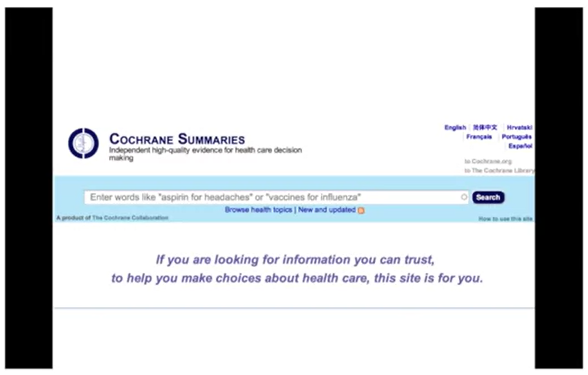 English 简体中文 Hrvatski
Français Português
Español
COCHRANE SUMMARIES
Independent high-quality evidence for health care decision
making
to Cochrane.org
to The Cochrane Library
Enter words like "aspirin for headaches" or "vaccines for influenza"
Search
Browse health topics | New and updated
A product of The Cochrane Collaboration
How to use this site
If you are looking for information you can trust,
to help you make choices about health care, this site is for you.